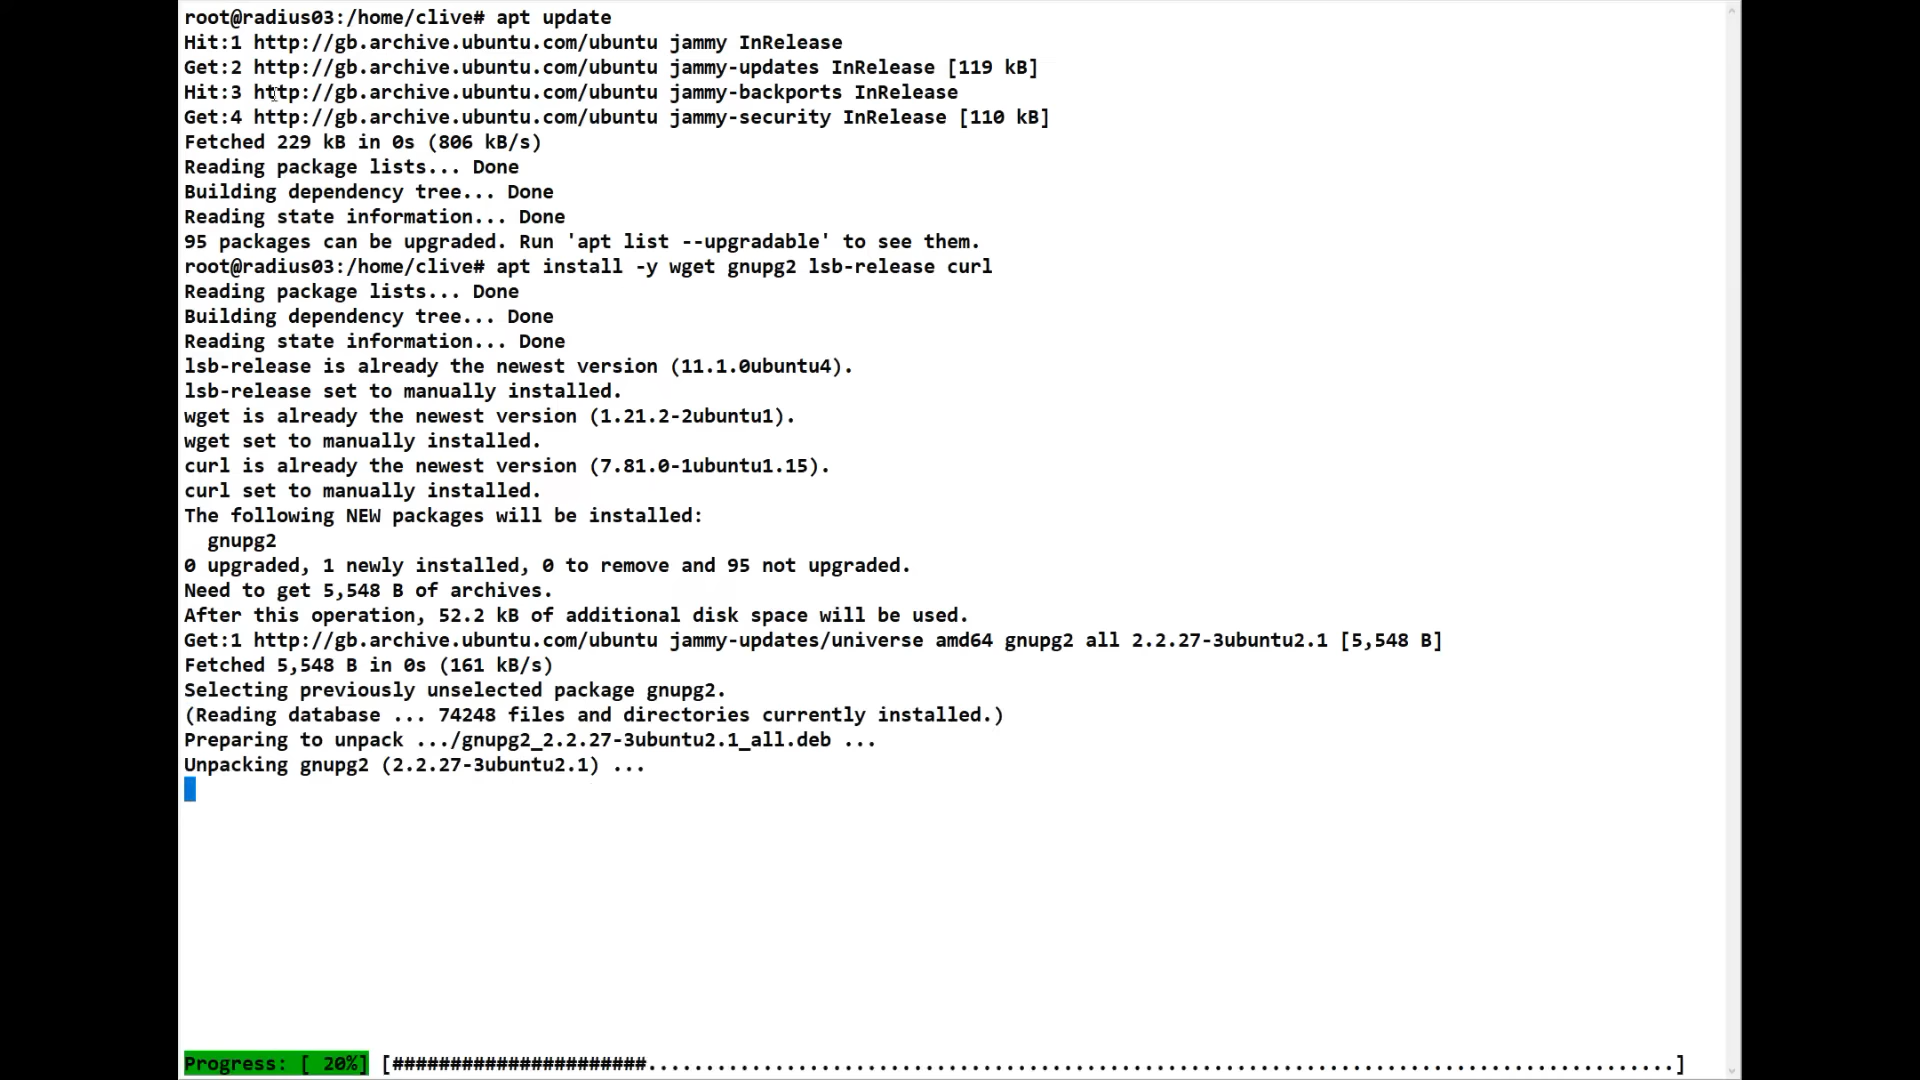 root@radius03:/home/clive# apt update
Hit:1 http://gb.archive.ubuntu.com/ubuntu jammy InRelease
Get:2 http://gb.archive.ubuntu.com/ubuntu jammy-updates InRelease [119 kB]
Hit:3 http://gb.archive.ubuntu.com/ubuntu jammy-backports InRelease
Get:4 http://gb.archive.ubuntu.com/ubuntu jammy-security InRelease [110 kB]
Fetched 229 kB in 0s (806 kB/s)
Reading package lists... Done
Building dependency tree... Done
Reading state information... Done
95 packages can be upgraded. Run 'apt list --upgradable' to see them.
root@radius03:/home/clive# apt install -y wget gnupg2 lsb-release curl
Reading package lists... Done
Building dependency tree... Done
Reading state information... Done
lsb-release is already the newest version (11.1.0ubuntu4).
lsb-release set to manually installed.
wget is already the newest version (1.21.2-2ubuntu1).
wget set to manually installed.
curl is already the newest version (7.81.0-1ubuntu1.15).
curl set to manually installed.
The following NEW packages will be installed:
  gnupg2
0 upgraded, 1 newly installed, 0 to remove and 95 not upgraded.
Need to get 5,548 B of archives.
After this operation, 52.2 kB of additional disk space will be used.
Get:1 http://gb.archive.ubuntu.com/ubuntu jammy-updates/universe amd64 gnupg2 all 2.2.27-3ubuntu2.1 [5,548 B]
Fetched 5,548 B in 0s (161 kB/s)
Selecting previously unselected package gnupg2.
(Reading database ... 74248 files and directories currently installed.)
Preparing to unpack .../gnupg2_2.2.27-3ubuntu2.1_all.deb ...
Unpacking gnupg2 (2.2.27-3ubuntu2.1) ...
Progress: [ 20%] [######################.........................................................................................]